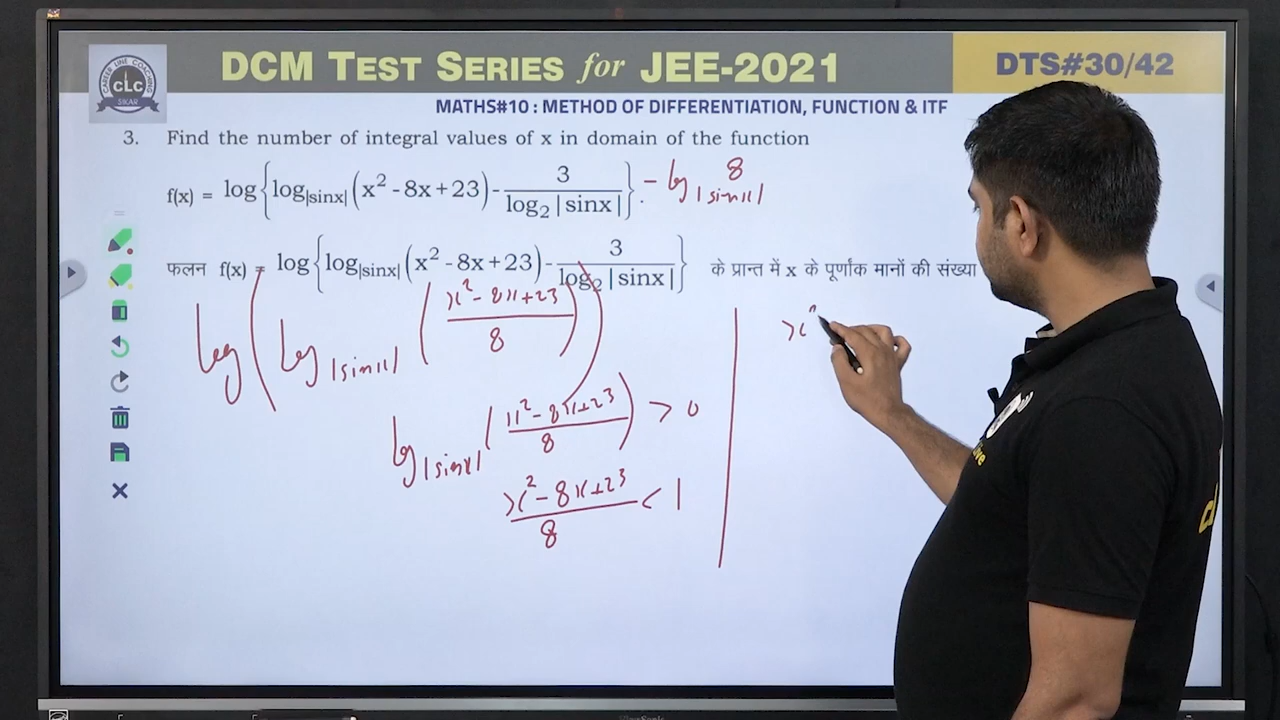 DCM TEST SERIES for JEE-2021
DTS#30/42
CAREER LINE COACHING
CLC
SIKAR
MATHS#10 : METHOD OF DIFFERENTIATION, FUNCTION & ITF
3. Find the number of integral values of x in domain of the function
f(x) = log{log|sinx|(x² - 8x + 23) - 3/log₂|sinx|}. - log|sinx| 8
फलन f(x) = log{log|sinx|(x² - 8x + 23) - 3/log₂|sinx|} के प्रान्त में x के पूर्णांक मानों की संख्या
log(log|sinx|((x² - 8x + 23)/8))
log|sinx|((x² - 8x + 23)/8) > 0
(x² - 8x + 23)/8 < 1